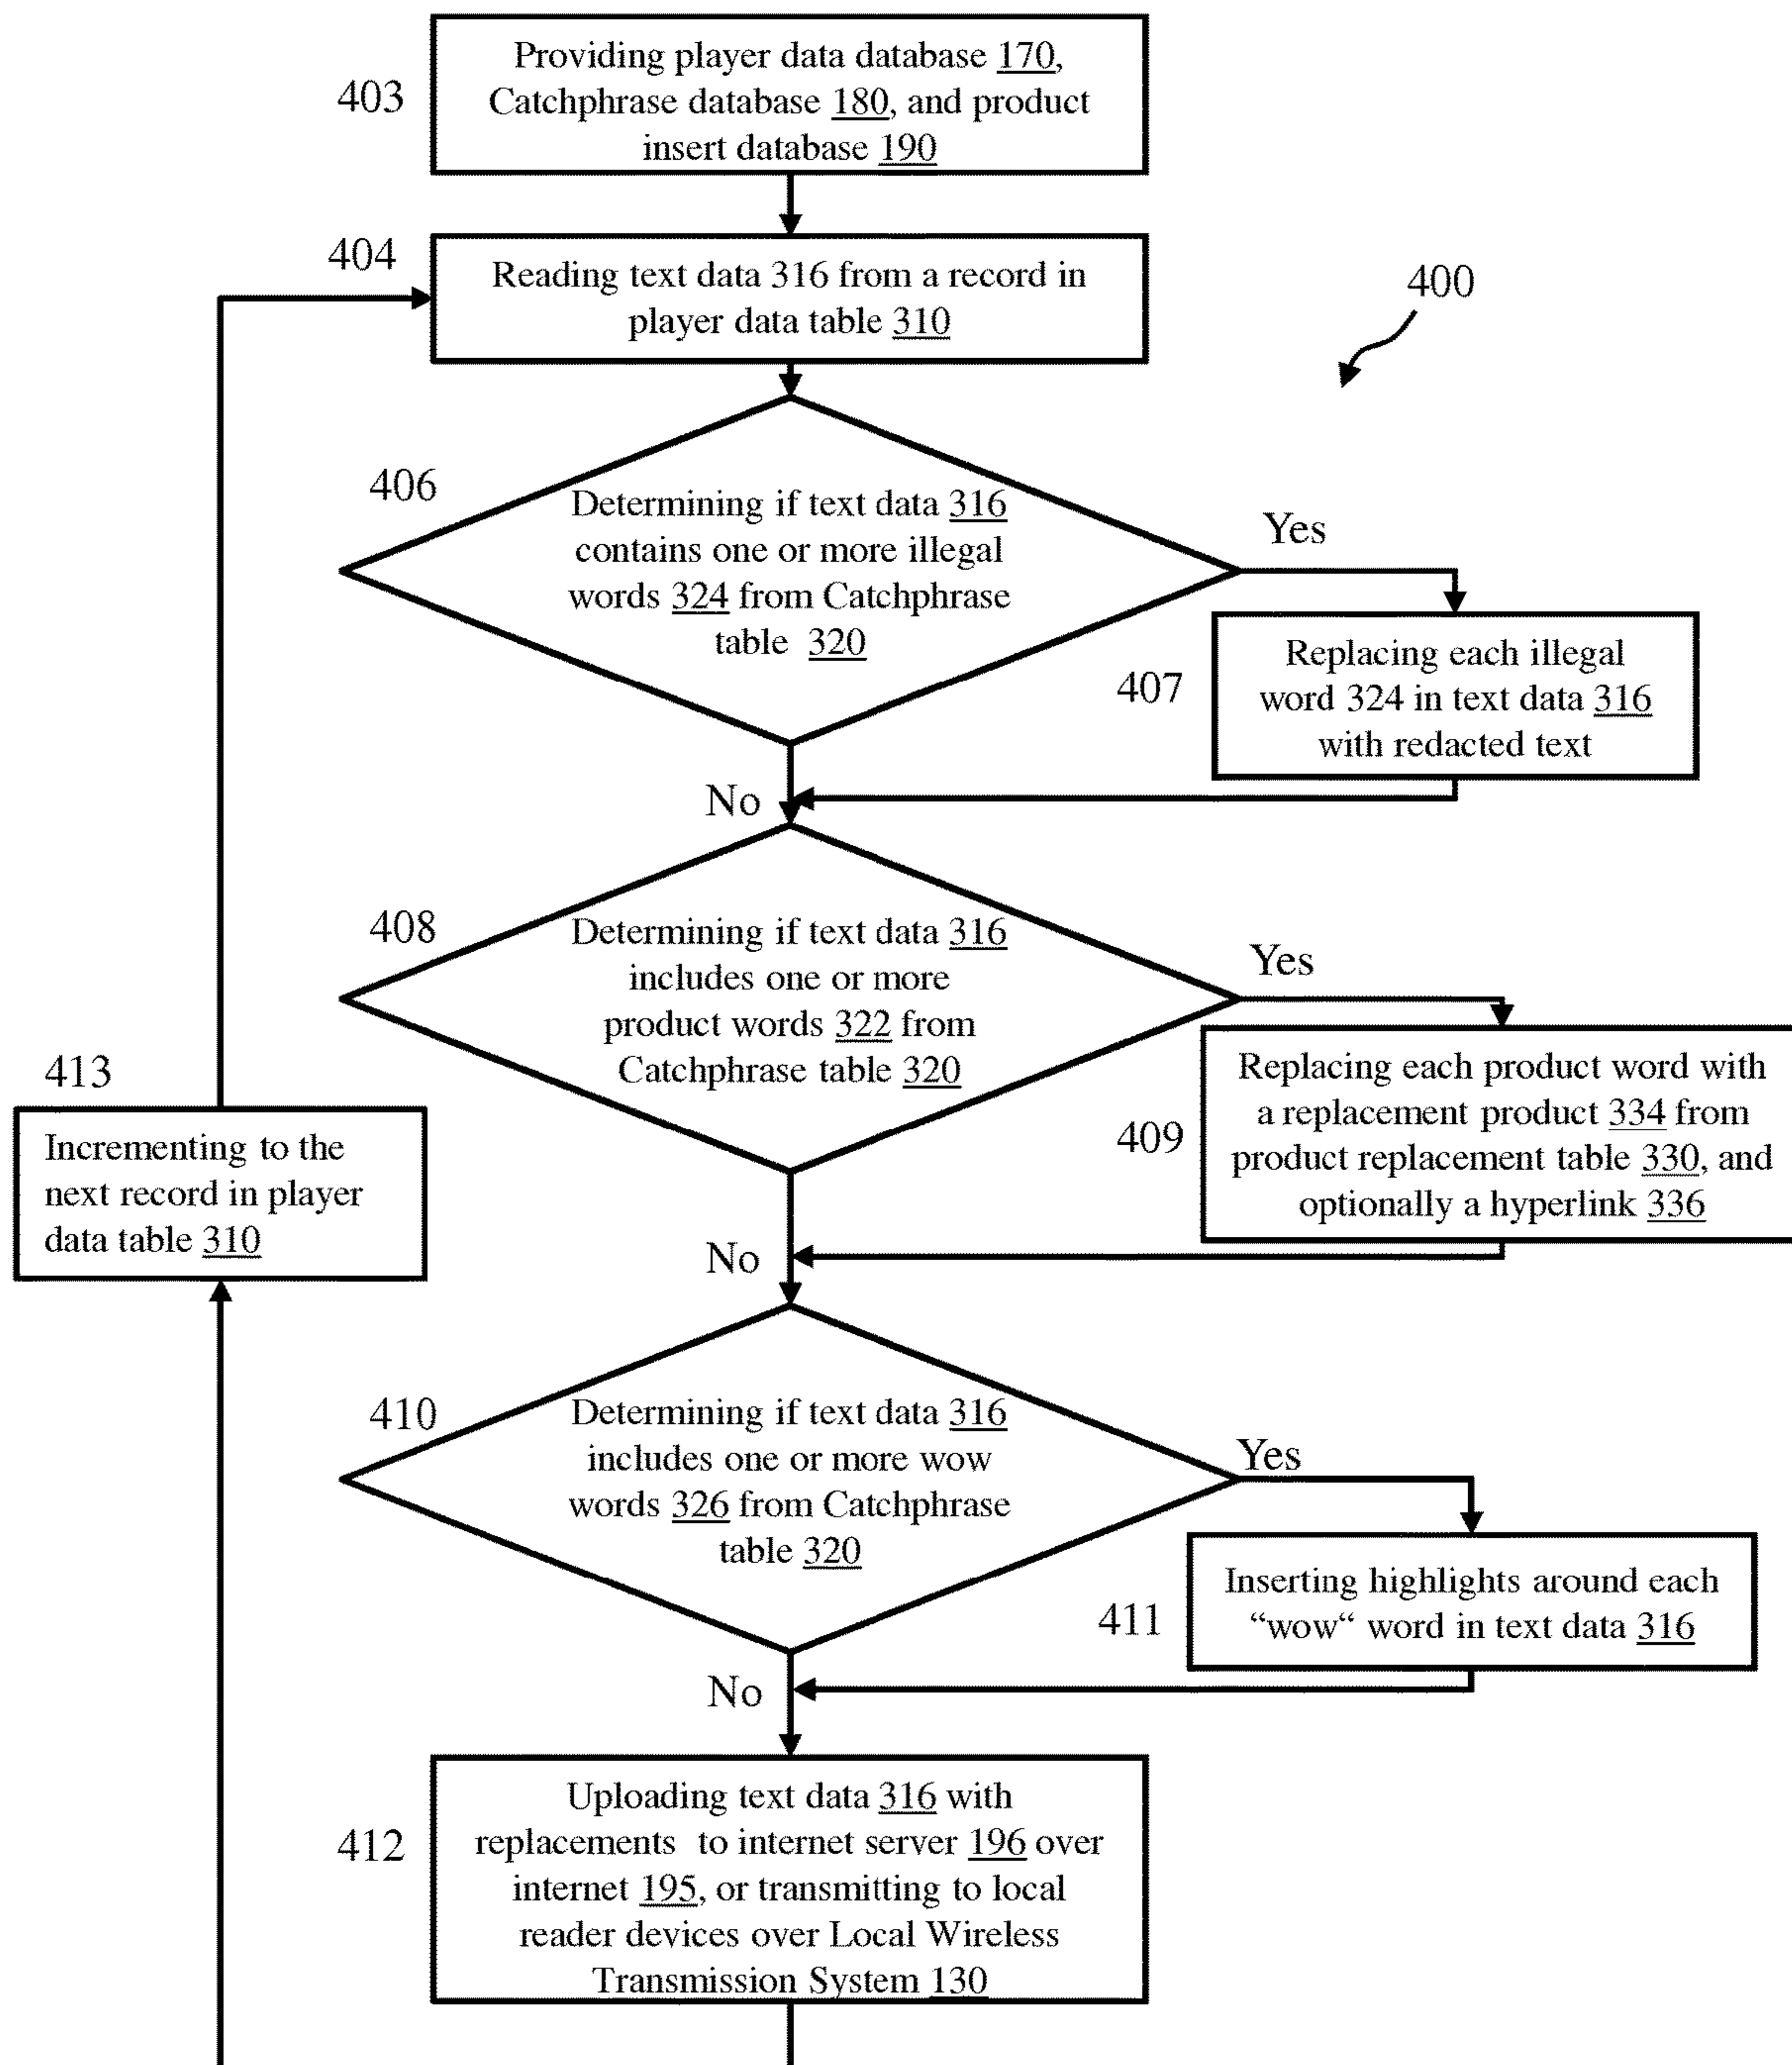 403
Providing player data database 170,
Catchphrase database 180, and product
insert database 190
404
Reading text data 316 from a record in
player data table 310
400
406
Determining if text data 316
contains one or more illegal
words 324 from Catchphrase
table 320
Yes
407
Replacing each illegal
word 324 in text data 316
with redacted text
No
408
Determining if text data 316
includes one or more
product words 322 from
Catchphrase table 320
Yes
409
Replacing each product word with
a replacement product 334 from
product replacement table 330, and
optionally a hyperlink 336
413
Incrementing to the
next record in player
data table 310
No
410
Determining if text data 316
includes one or more wow
words 326 from Catchphrase
table 320
Yes
411
Inserting highlights around each
“wow“ word in text data 316
No
412
Uploading text data 316 with
replacements to internet server 196 over
internet 195, or transmitting to local
reader devices over Local Wireless
Transmission System 130